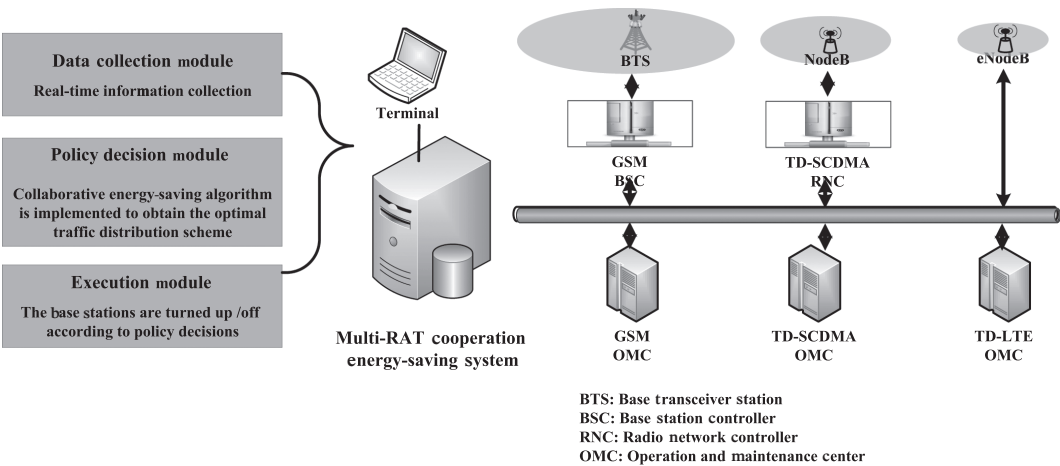 Data collection module
Real-time information collection
Policy decision module
Collaborative energy-saving algorithm
is implemented to obtain the optimal
traffic distribution scheme
Execution module
The base stations are turned up /off
according to policy decisions
Terminal
Multi-RAT cooperation
energy-saving system
BTS
NodeB
eNodeB
GSM
BSC
TD-SCDMA
RNC
GSM
OMC
TD-SCDMA
OMC
TD-LTE
OMC
BTS: Base transceiver station
BSC: Base station controller
RNC: Radio network controller
OMC: Operation and maintenance center